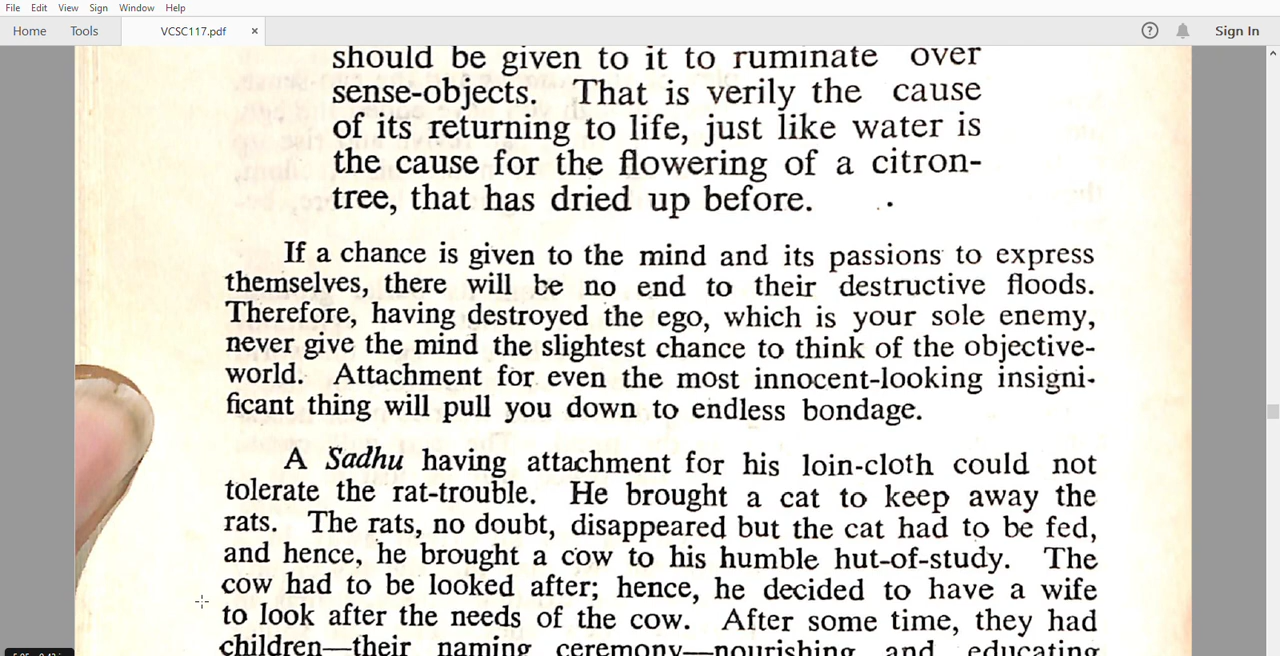 File Edit View Sign Window Help
Home Tools VCSC117.pdf × Sign In
should be given to it to ruminate over
sense-objects. That is verily the cause
of its returning to life, just like water is
the cause for the flowering of a citron-
tree, that has dried up before.
If a chance is given to the mind and its passions to express
themselves, there will be no end to their destructive floods.
Therefore, having destroyed the ego, which is your sole enemy,
never give the mind the slightest chance to think of the objective-
world. Attachment for even the most innocent-looking insigni-
ficant thing will pull you down to endless bondage.
A Sadhu having attachment for his loin-cloth could not
tolerate the rat-trouble. He brought a cat to keep away the
rats. The rats, no doubt, disappeared but the cat had to be fed,
and hence, he brought a cow to his humble hut-of-study. The
cow had to be looked after; hence, he decided to have a wife
to look after the needs of the cow. After some time, they had
children—their naming ceremony—nourishing and educating